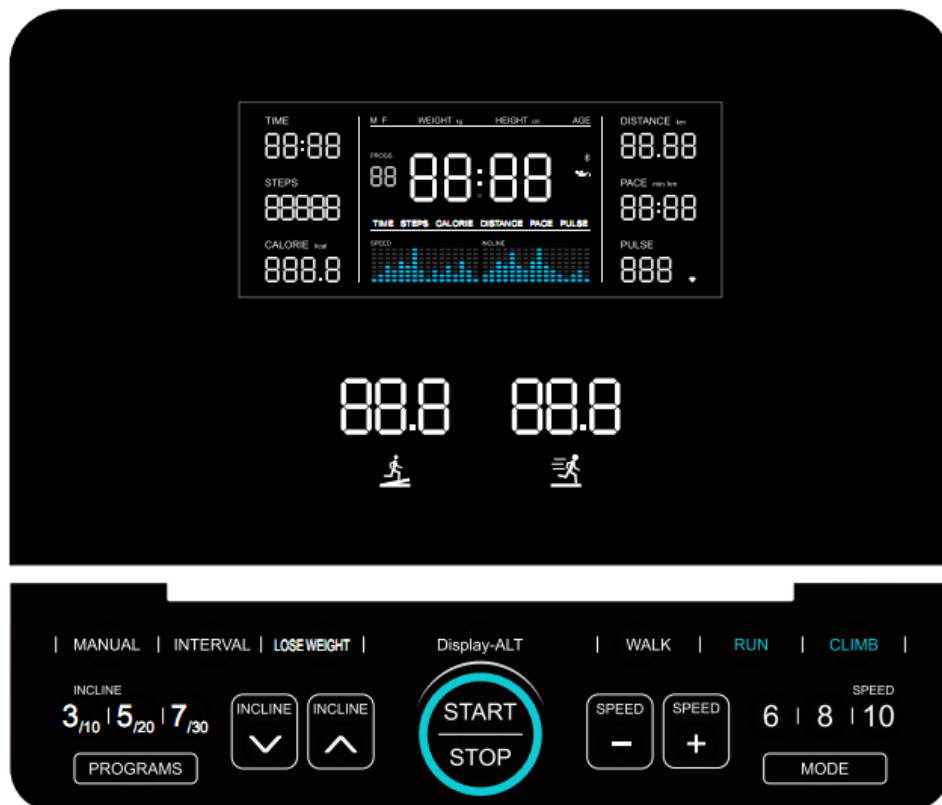 TIME
88:88
STEPS
88888
CALORIE kcal
888.8
M F WEIGHT kg HEIGHT cm AGE
PROGS.
88 88:88
TIME STEPS CALORIE DISTANCE PACE PULSE
SPEED INCLINE
DISTANCE km
88.88
PACE min/km
88:88
PULSE
888
88.8 88.8
| MANUAL | INTERVAL | LOSE WEIGHT |
Display-ALT
| WALK | RUN | CLIMB |
INCLINE
3/10 | 5/20 | 7/30
PROGRAMS
INCLINE
INCLINE
START
STOP
SPEED
−
SPEED
+
SPEED
6 | 8 | 10
MODE